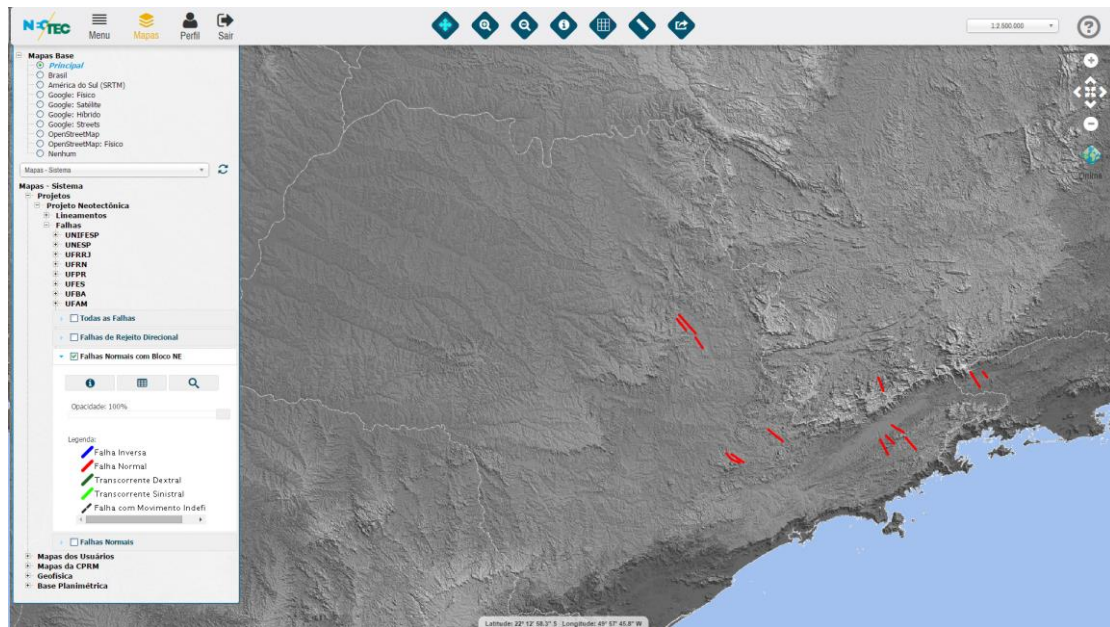 NEOTEC
Menu
Mapas
Perfil
Sair
1:2.500.000
Mapas Base
Principal
Brasil
América do Sul (SRTM)
Google: Físico
Google: Satélite
Google: Híbrido
Google: Streets
OpenStreetMap
OpenStreetMap: Físico
Nenhum
Mapas - Sistema
Mapas - Sistema
Projetos
Projeto Neotectônica
Lineamentos
Falhas
UNIFESP
UNESP
UFRRJ
UFRN
UFPR
UFES
UFBA
UFAM
Todas as Falhas
Falhas de Rejeito Direcional
Falhas Normais com Bloco NE
Opacidade: 100%
Legenda:
Falha Inversa
Falha Normal
Transcorrente Dextral
Transcorrente Sinistral
Falha com Movimento Indefi
Falhas Normais
Mapas dos Usuários
Mapas da CPRM
Geofísica
Base Planimétrica
Online
Latitude: 22° 12' 58.3" S Longitude: 49° 57' 45.8" W